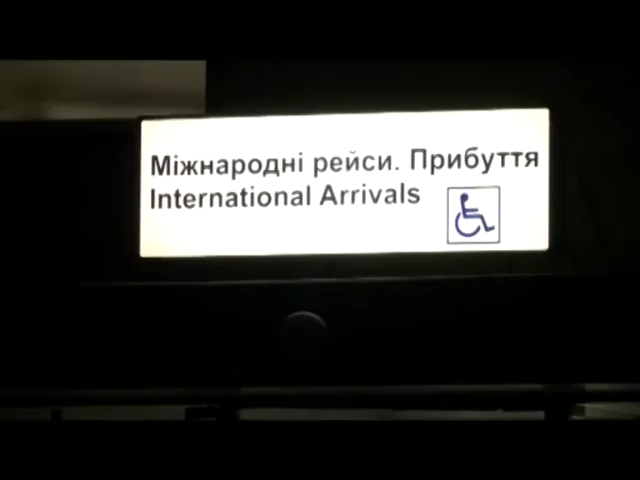 Міжнародні рейси. Прибуття
International Arrivals